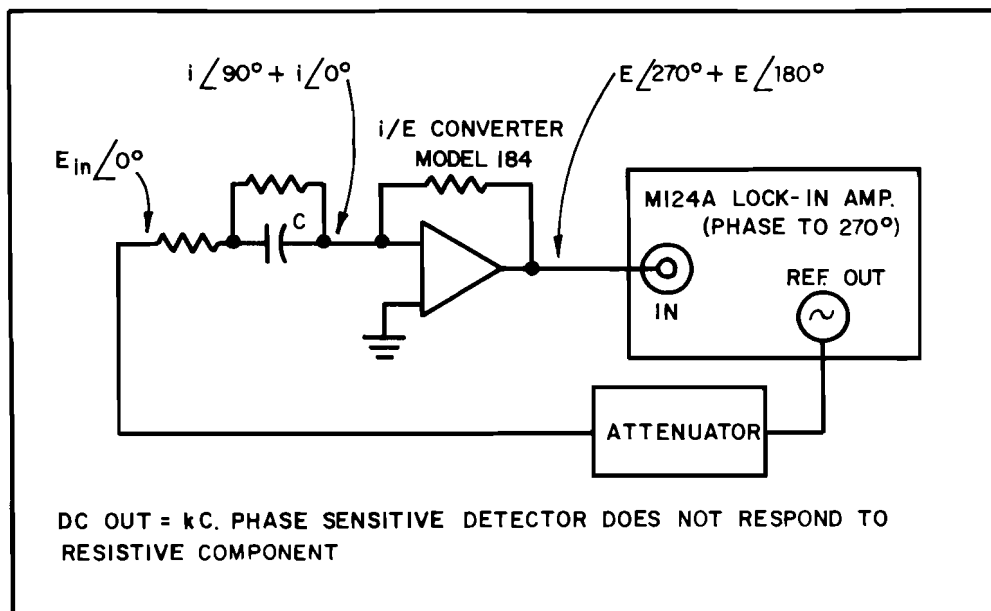 i∠90° + i∠0°
E∠270° + E∠180°
i/E CONVERTER
MODEL 184
E in∠0°
M124A LOCK-IN AMP.
(PHASE TO 270°)
C
REF. OUT
IN
ATTENUATOR
DC OUT = kC. PHASE SENSITIVE DETECTOR DOES NOT RESPOND TO
RESISTIVE COMPONENT